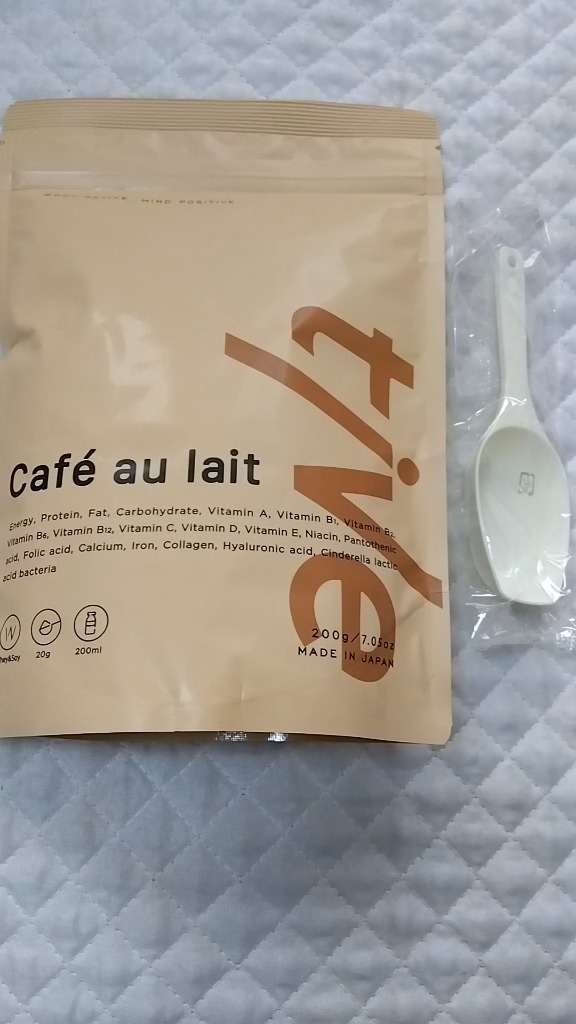 MIND POSITIVE.
tive
Café au lait
Energy, Protein, Fat, Carbohydrate, Vitamin A, Vitamin B1, Vitamin B2,
Vitamin B6, Vitamin B12, Vitamin C, Vitamin D, Vitamin E, Niacin, Pantothenic
acid, Folic acid, Calcium, Iron, Collagen, Hyaluronic acid, Cinderella lactic
acid bacteria
hey&Soy 20g 200ml
200g/7.05oz
MADE IN JAPAN